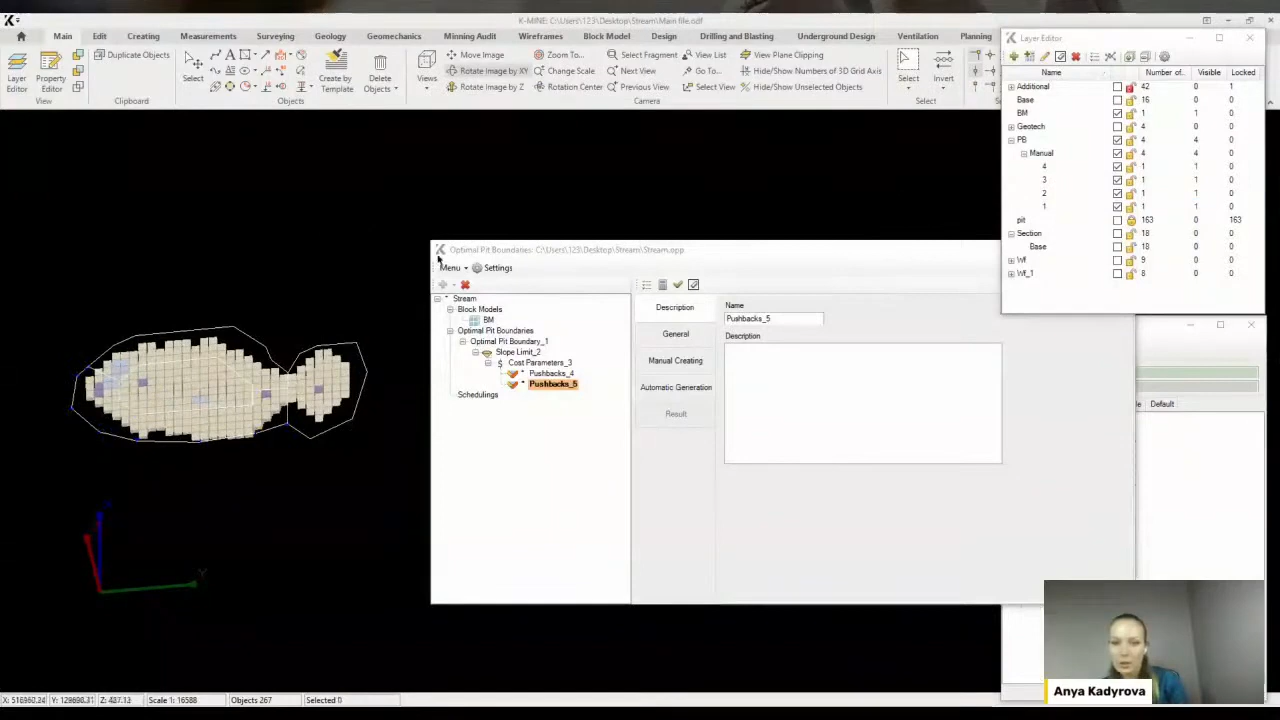 K-MINE: C:\Users\123\Desktop\Stream\Main file.odf
Main Edit Creating Measurements Surveying Geology Geomechanics Mining Audit Wireframes Block Model Design Drilling and Blasting Underground Design Ventilation Planning
Layer Editor
Property Editor
View
Duplicate Objects
Clipboard
Select
Create by Template
Delete Objects
Objects
Views
Move Image
Rotate Image by XY
Rotate Image by Z
Zoom To...
Change Scale
Rotation Center
Select Fragment
Next View
Previous View
View List
Go To...
Select View
View Plane Clipping
Hide/Show Numbers of 3D Grid Axis
Hide/Show Unselected Objects
Camera
Select
Invert
Select
Layer Editor
Name Number of.. Visible Locked
Additional 42 0 1
Base 16 0 0
BM 1 1 0
Geotech 4 0 0
PB 4 4 0
Manual 4 4 0
4 1 1 0
3 1 1 0
2 1 1 0
1 1 1 0
pit 163 0 163
Section 18 0 0
Base 18 0 0
Wf 9 0 0
Wf_1 8 0 0
Optimal Pit Boundaries: C:\Users\123\Desktop\Stream\Stream.opp
Menu Settings
Stream
Block Models
BM
Optimal Pit Boundaries
Optimal Pit Boundary_1
Slope Limit_2
Cost Parameters_3
Pushbacks_4
Pushbacks_5
Schedulings
Description
General
Manual Creating
Automatic Generation
Result
Name
Pushbacks_5
Description
Default
Y
Anya Kadyrova
Scale 1: 16588 Objects 267 Selected 0